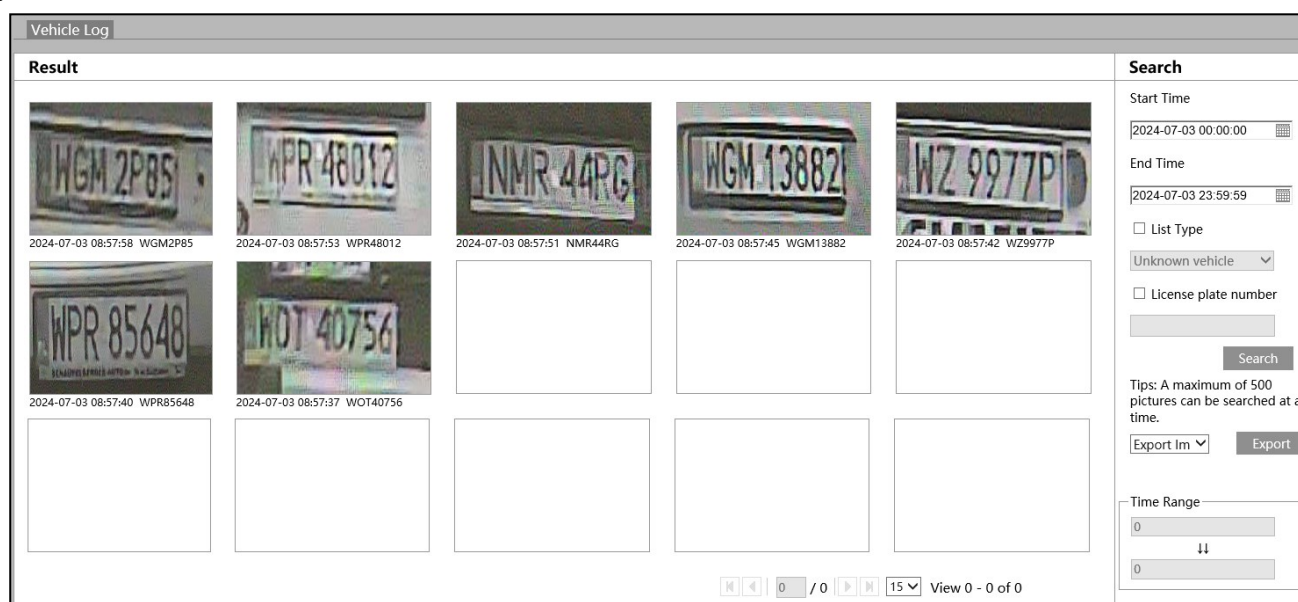 Vehicle Log
Result
WGM 2P85
WPR 48012
NMR 44RG
WGM 13882
WZ 9977P
2024-07-03 08:57:58 WGM2P85
2024-07-03 08:57:53 WPR48012
2024-07-03 08:57:51 NMR44RG
2024-07-03 08:57:45 WGM13882
2024-07-03 08:57:42 WZ9977P
WPR 85648
WOT 40756
2024-07-03 08:57:40 WPR85648
2024-07-03 08:57:37 WOT40756
0 / 0 15 View 0 - 0 of 0
Search
Start Time
2024-07-03 00:00:00
End Time
2024-07-03 23:59:59
List Type
Unknown vehicle
License plate number
Search
Tips: A maximum of 500
pictures can be searched at a
time.
Export Im Export
Time Range
0
↓↓
0